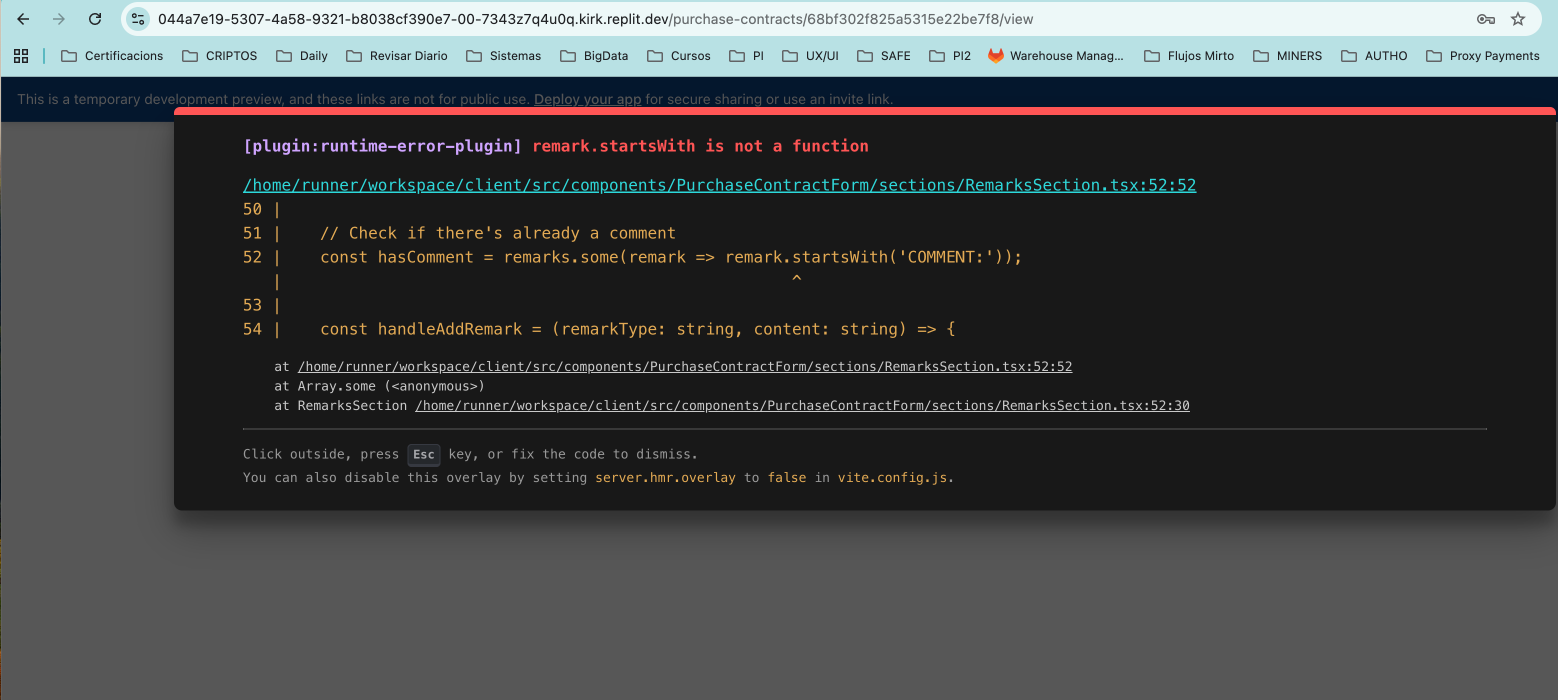 044a7e19-5307-4a58-9321-b8038cf390e7-00-7343z7q4u0q.kirk.replit.dev/purchase-contracts/68bf302f825a5315e22be7f8/view
Certificacions CRIPTOS Daily Revisar Diario Sistemas BigData Cursos PI UX/UI SAFE PI2 Warehouse Manag... Flujos Mirto MINERS AUTHO Proxy Payments
This is a temporary development preview, and these links are not for public use. Deploy your app for secure sharing or use an invite link.
[plugin:runtime-error-plugin] remark.startsWith is not a function
/home/runner/workspace/client/src/components/PurchaseContractForm/sections/RemarksSection.tsx:52:52
50 |
51 |    // Check if there's already a comment
52 |    const hasComment = remarks.some(remark => remark.startsWith('COMMENT:'));
   |                                                     ^
53 |
54 |    const handleAddRemark = (remarkType: string, content: string) => {
at /home/runner/workspace/client/src/components/PurchaseContractForm/sections/RemarksSection.tsx:52:52
at Array.some (<anonymous>)
at RemarksSection /home/runner/workspace/client/src/components/PurchaseContractForm/sections/RemarksSection.tsx:52:30
Click outside, press Esc key, or fix the code to dismiss.
You can also disable this overlay by setting server.hmr.overlay to false in vite.config.js.